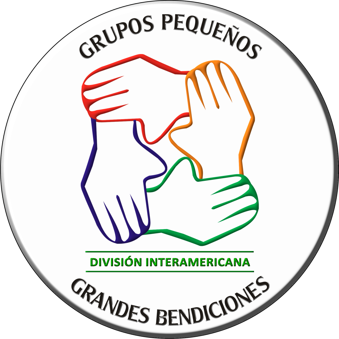 GRUPOS PEQUEÑOS
DIVISIÓN INTERAMERICANA
GRANDES BENDICIONES